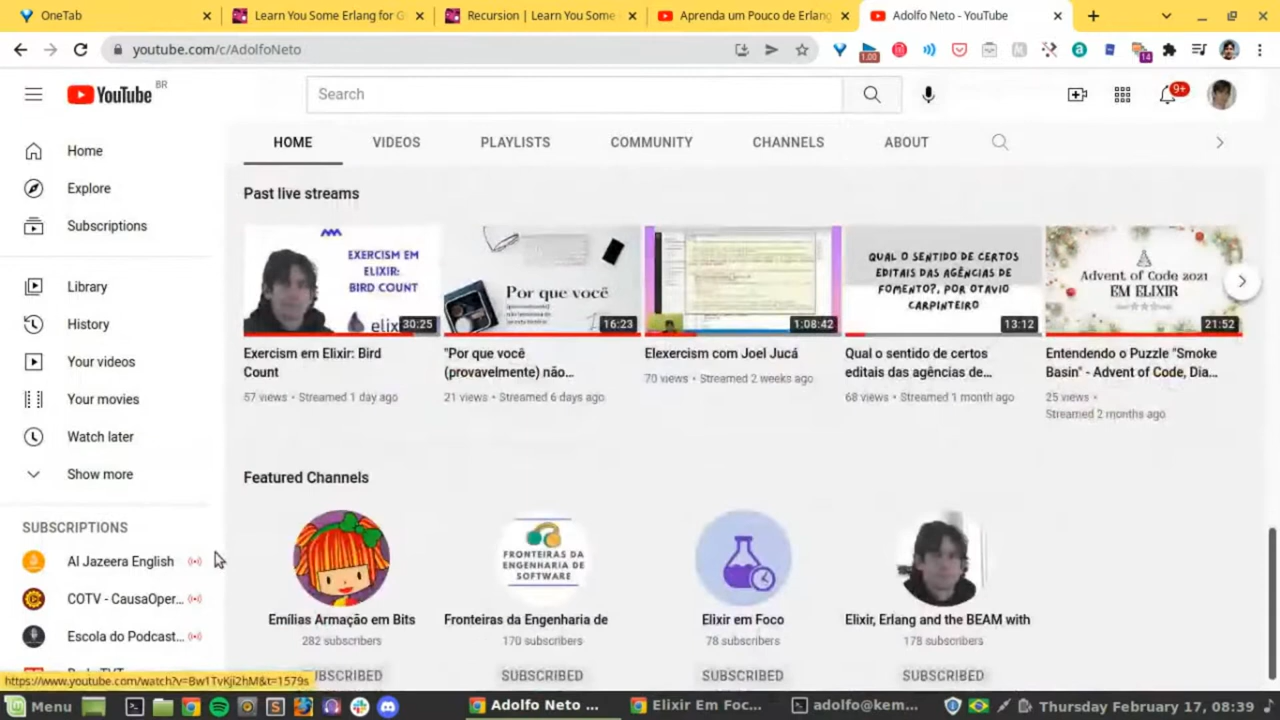 OneTab
Learn You Some Erlang for G
Recursion | Learn You Some
Aprenda um Pouco de Erlang
Adolfo Neto - YouTube
youtube.com/c/AdolfoNeto
1,00
14
YouTube BR
Search
9+
HOME
VIDEOS
PLAYLISTS
COMMUNITY
CHANNELS
ABOUT
Home
Explore
Subscriptions
Library
History
Your videos
Your movies
Watch later
Show more
SUBSCRIPTIONS
Al Jazeera English
COTV - CausaOper...
Escola do Podcast...
https://www.youtube.com/watch?v=Bw1TvKji2hM&t=1579s
Past live streams
EXERCISM EM
ELIXIR:
BIRD COUNT
elix
30:25
Exercism em Elixir: Bird
Count
57 views • Streamed 1 day ago
Por que você
16:23
"Por que você
(provavelmente) não...
21 views • Streamed 6 days ago
1:08:42
Elexercism com Joel Jucá
70 views • Streamed 2 weeks ago
QUAL O SENTIDO DE CERTOS
EDITAIS DAS AGÊNCIAS DE
FOMENTO?, POR OTAVIO
CARPINTEIRO
13:12
Qual o sentido de certos
editais das agências de...
68 views • Streamed 1 month ago
Advent of Code 2021
EM ELIXIR
21:52
Entendendo o Puzzle "Smoke
Basin" - Advent of Code, Dia...
25 views •
Streamed 2 months ago
Featured Channels
Emílias Armação em Bits
282 subscribers
SUBSCRIBED
FRONTEIRAS DA
ENGENHARIA DE
SOFTWARE
Fronteiras da Engenharia de
170 subscribers
SUBSCRIBED
Elixir em Foco
78 subscribers
SUBSCRIBED
Elixir, Erlang and the BEAM with
178 subscribers
SUBSCRIBED
Menu
Adolfo Neto ...
Elixir Em Foc...
adolfo@kem...
Thursday February 17, 08:39